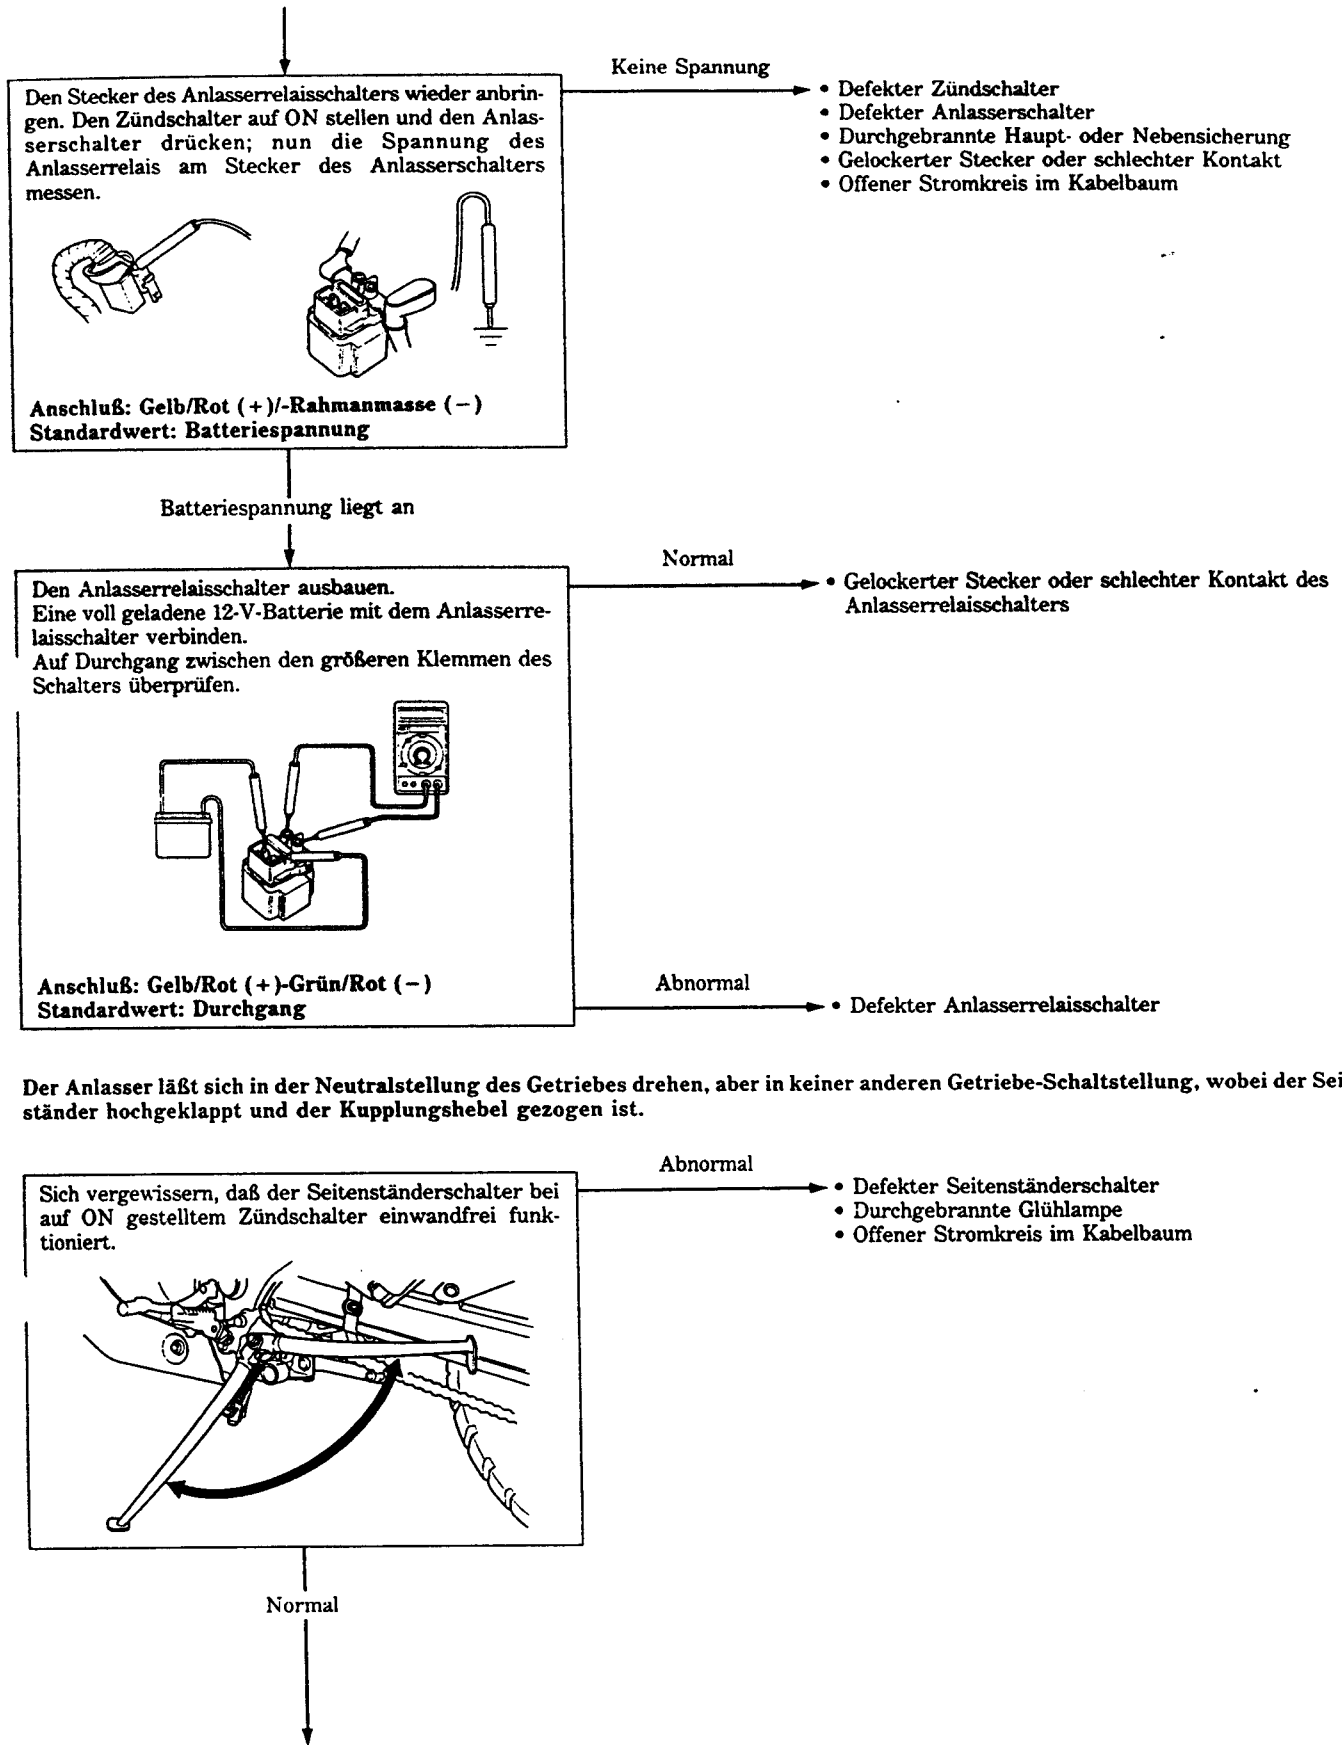 Keine Spannung
Den Stecker des Anlasserrelaisschalters wieder anbrin-
gen. Den Zündschalter auf ON stellen und den Anlas-
serschalter drücken; nun die Spannung des
Anlasserrelais am Stecker des Anlasserschalters
messen.
• Defekter Zündschalter
• Defekter Anlasserschalter
• Durchgebrannte Haupt- oder Nebensicherung
• Gelockerter Stecker oder schlechter Kontakt
• Offener Stromkreis im Kabelbaum
Anschluß: Gelb/Rot (+)/-Rahmanmasse (−)
Standardwert: Batteriespannung
Batteriespannung liegt an
Normal
Den Anlasserrelaisschalter ausbauen.
Eine voll geladene 12-V-Batterie mit dem Anlasserre-
laisschalter verbinden.
Auf Durchgang zwischen den größeren Klemmen des
Schalters überprüfen.
• Gelockerter Stecker oder schlechter Kontakt des
Anlasserrelaisschalters
Ω
Anschluß: Gelb/Rot (+)-Grün/Rot (−)
Standardwert: Durchgang
Abnormal
• Defekter Anlasserrelaisschalter
Der Anlasser läßt sich in der Neutralstellung des Getriebes drehen, aber in keiner anderen Getriebe-Schaltstellung, wobei der Sei
ständer hochgeklappt und der Kupplungshebel gezogen ist.
Abnormal
Sich vergewissern, daß der Seitenständerschalter bei
auf ON gestelltem Zündschalter einwandfrei funk-
tioniert.
• Defekter Seitenständerschalter
• Durchgebrannte Glühlampe
• Offener Stromkreis im Kabelbaum
Normal